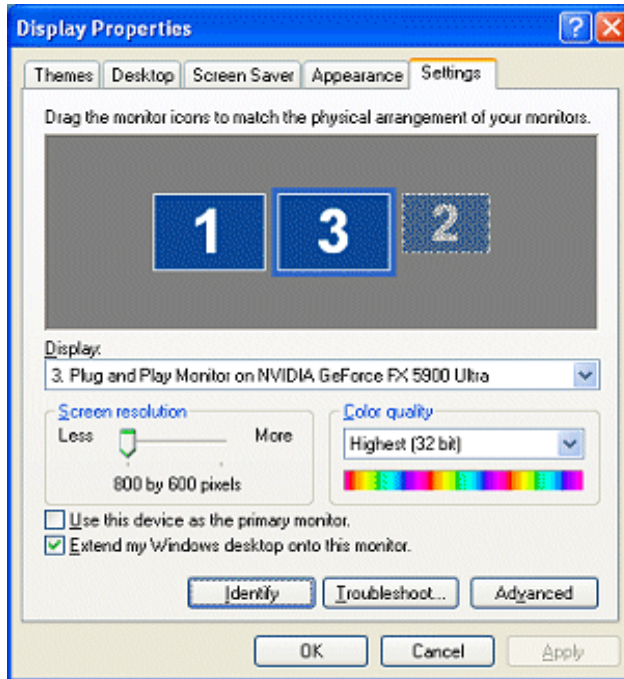 Display Properties
Themes Desktop Screen Saver Appearance Settings
Drag the monitor icons to match the physical arrangement of your monitors.
1 3 2
Display:
3. Plug and Play Monitor on NVIDIA GeForce FX 5900 Ultra
Screen resolution Color quality
Less More Highest (32 bit)
800 by 600 pixels
Use this device as the primary monitor.
Extend my Windows desktop onto this monitor.
Identify Troubleshoot... Advanced
OK Cancel Apply